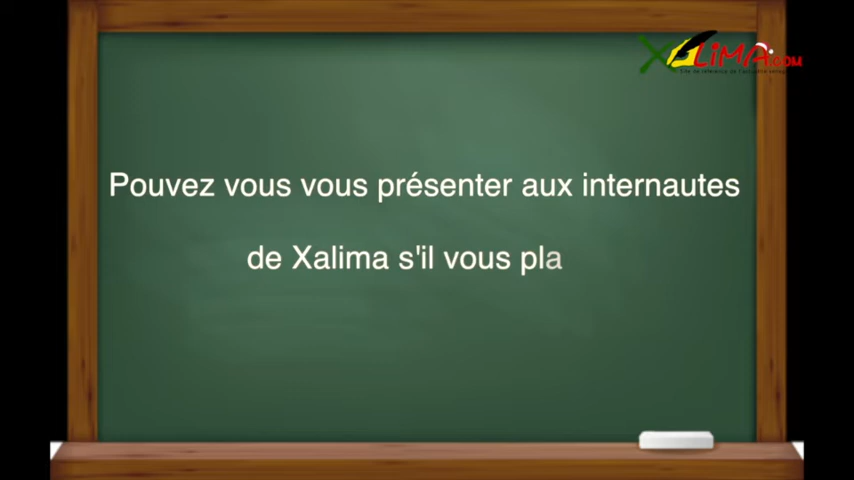 XALIMA.COM
Pouvez vous vous présenter aux internautes
de Xalima s'il vous pla